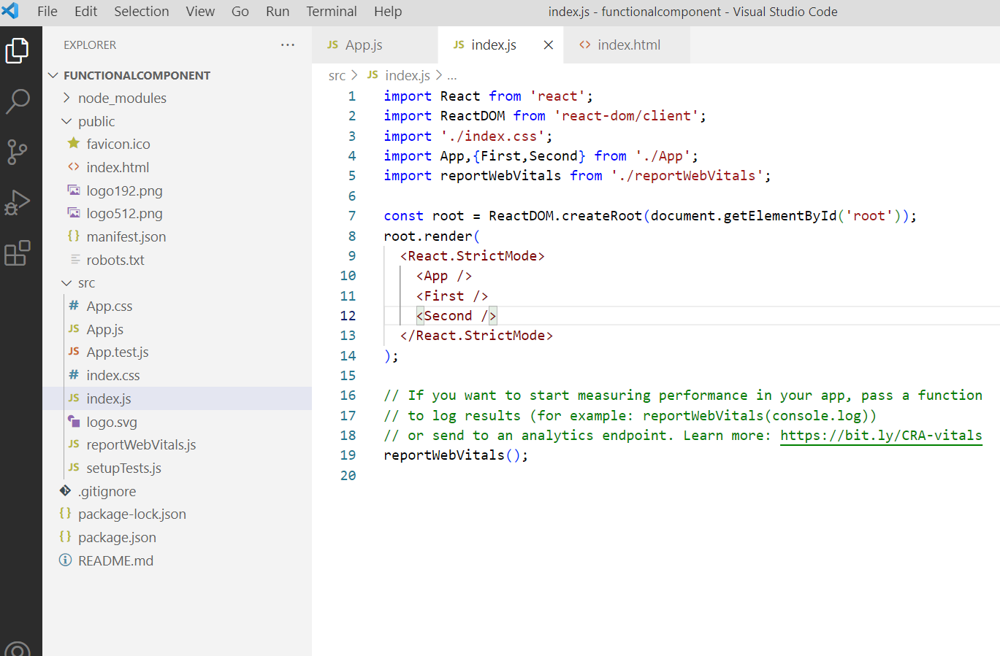 File Edit Selection View Go Run Terminal Help
index.js - functionalcomponent - Visual Studio Code
EXPLORER
...
FUNCTIONALCOMPONENT
node_modules
public
favicon.ico
<> index.html
logo192.png
logo512.png
{} manifest.json
robots.txt
src
# App.css
JS App.js
JS App.test.js
# index.css
JS index.js
logo.svg
JS reportWebVitals.js
JS setupTests.js
.gitignore
{} package-lock.json
{} package.json
README.md
JS App.js
JS index.js
<> index.html
src > JS index.js > ...
1 import React from 'react';
2 import ReactDOM from 'react-dom/client';
3 import './index.css';
4 import App,{First,Second} from './App';
5 import reportWebVitals from './reportWebVitals';
6
7 const root = ReactDOM.createRoot(document.getElementById('root'));
8 root.render(
9 <React.StrictMode>
10 <App />
11 <First />
12 <Second />
13 </React.StrictMode>
14 );
15
16 // If you want to start measuring performance in your app, pass a function
17 // to log results (for example: reportWebVitals(console.log))
18 // or send to an analytics endpoint. Learn more: https://bit.ly/CRA-vitals
19 reportWebVitals();
20